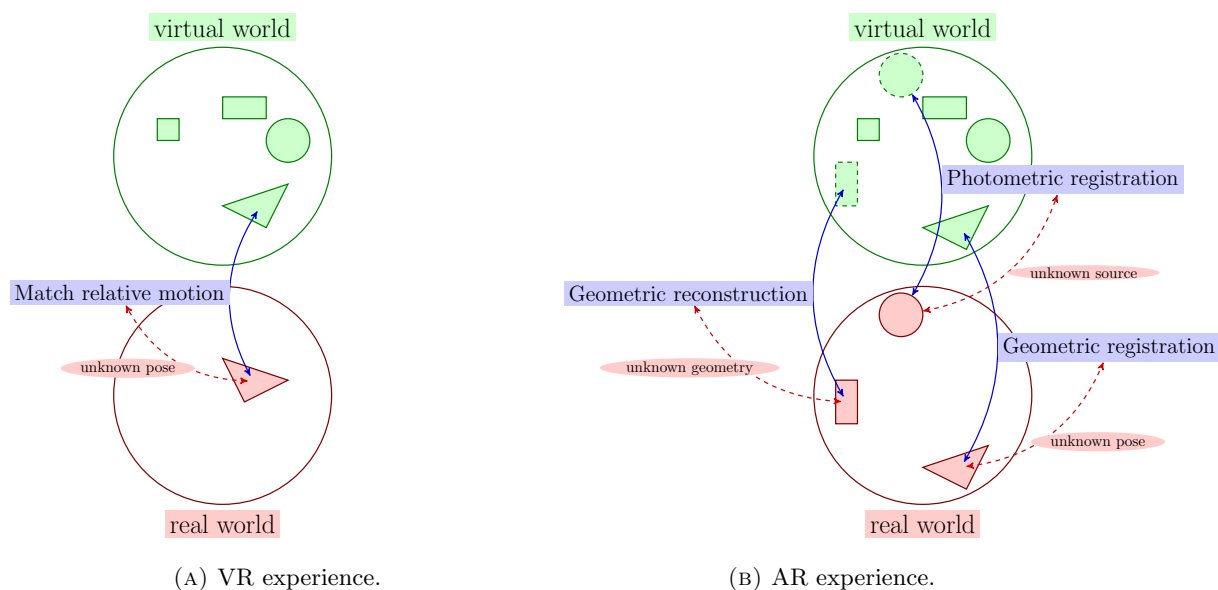 virtual world
Match relative motion
unknown pose
real world
(A) VR experience.
virtual world
Photometric registration
unknown source
Geometric reconstruction
Geometric registration
unknown geometry
unknown pose
real world
(B) AR experience.